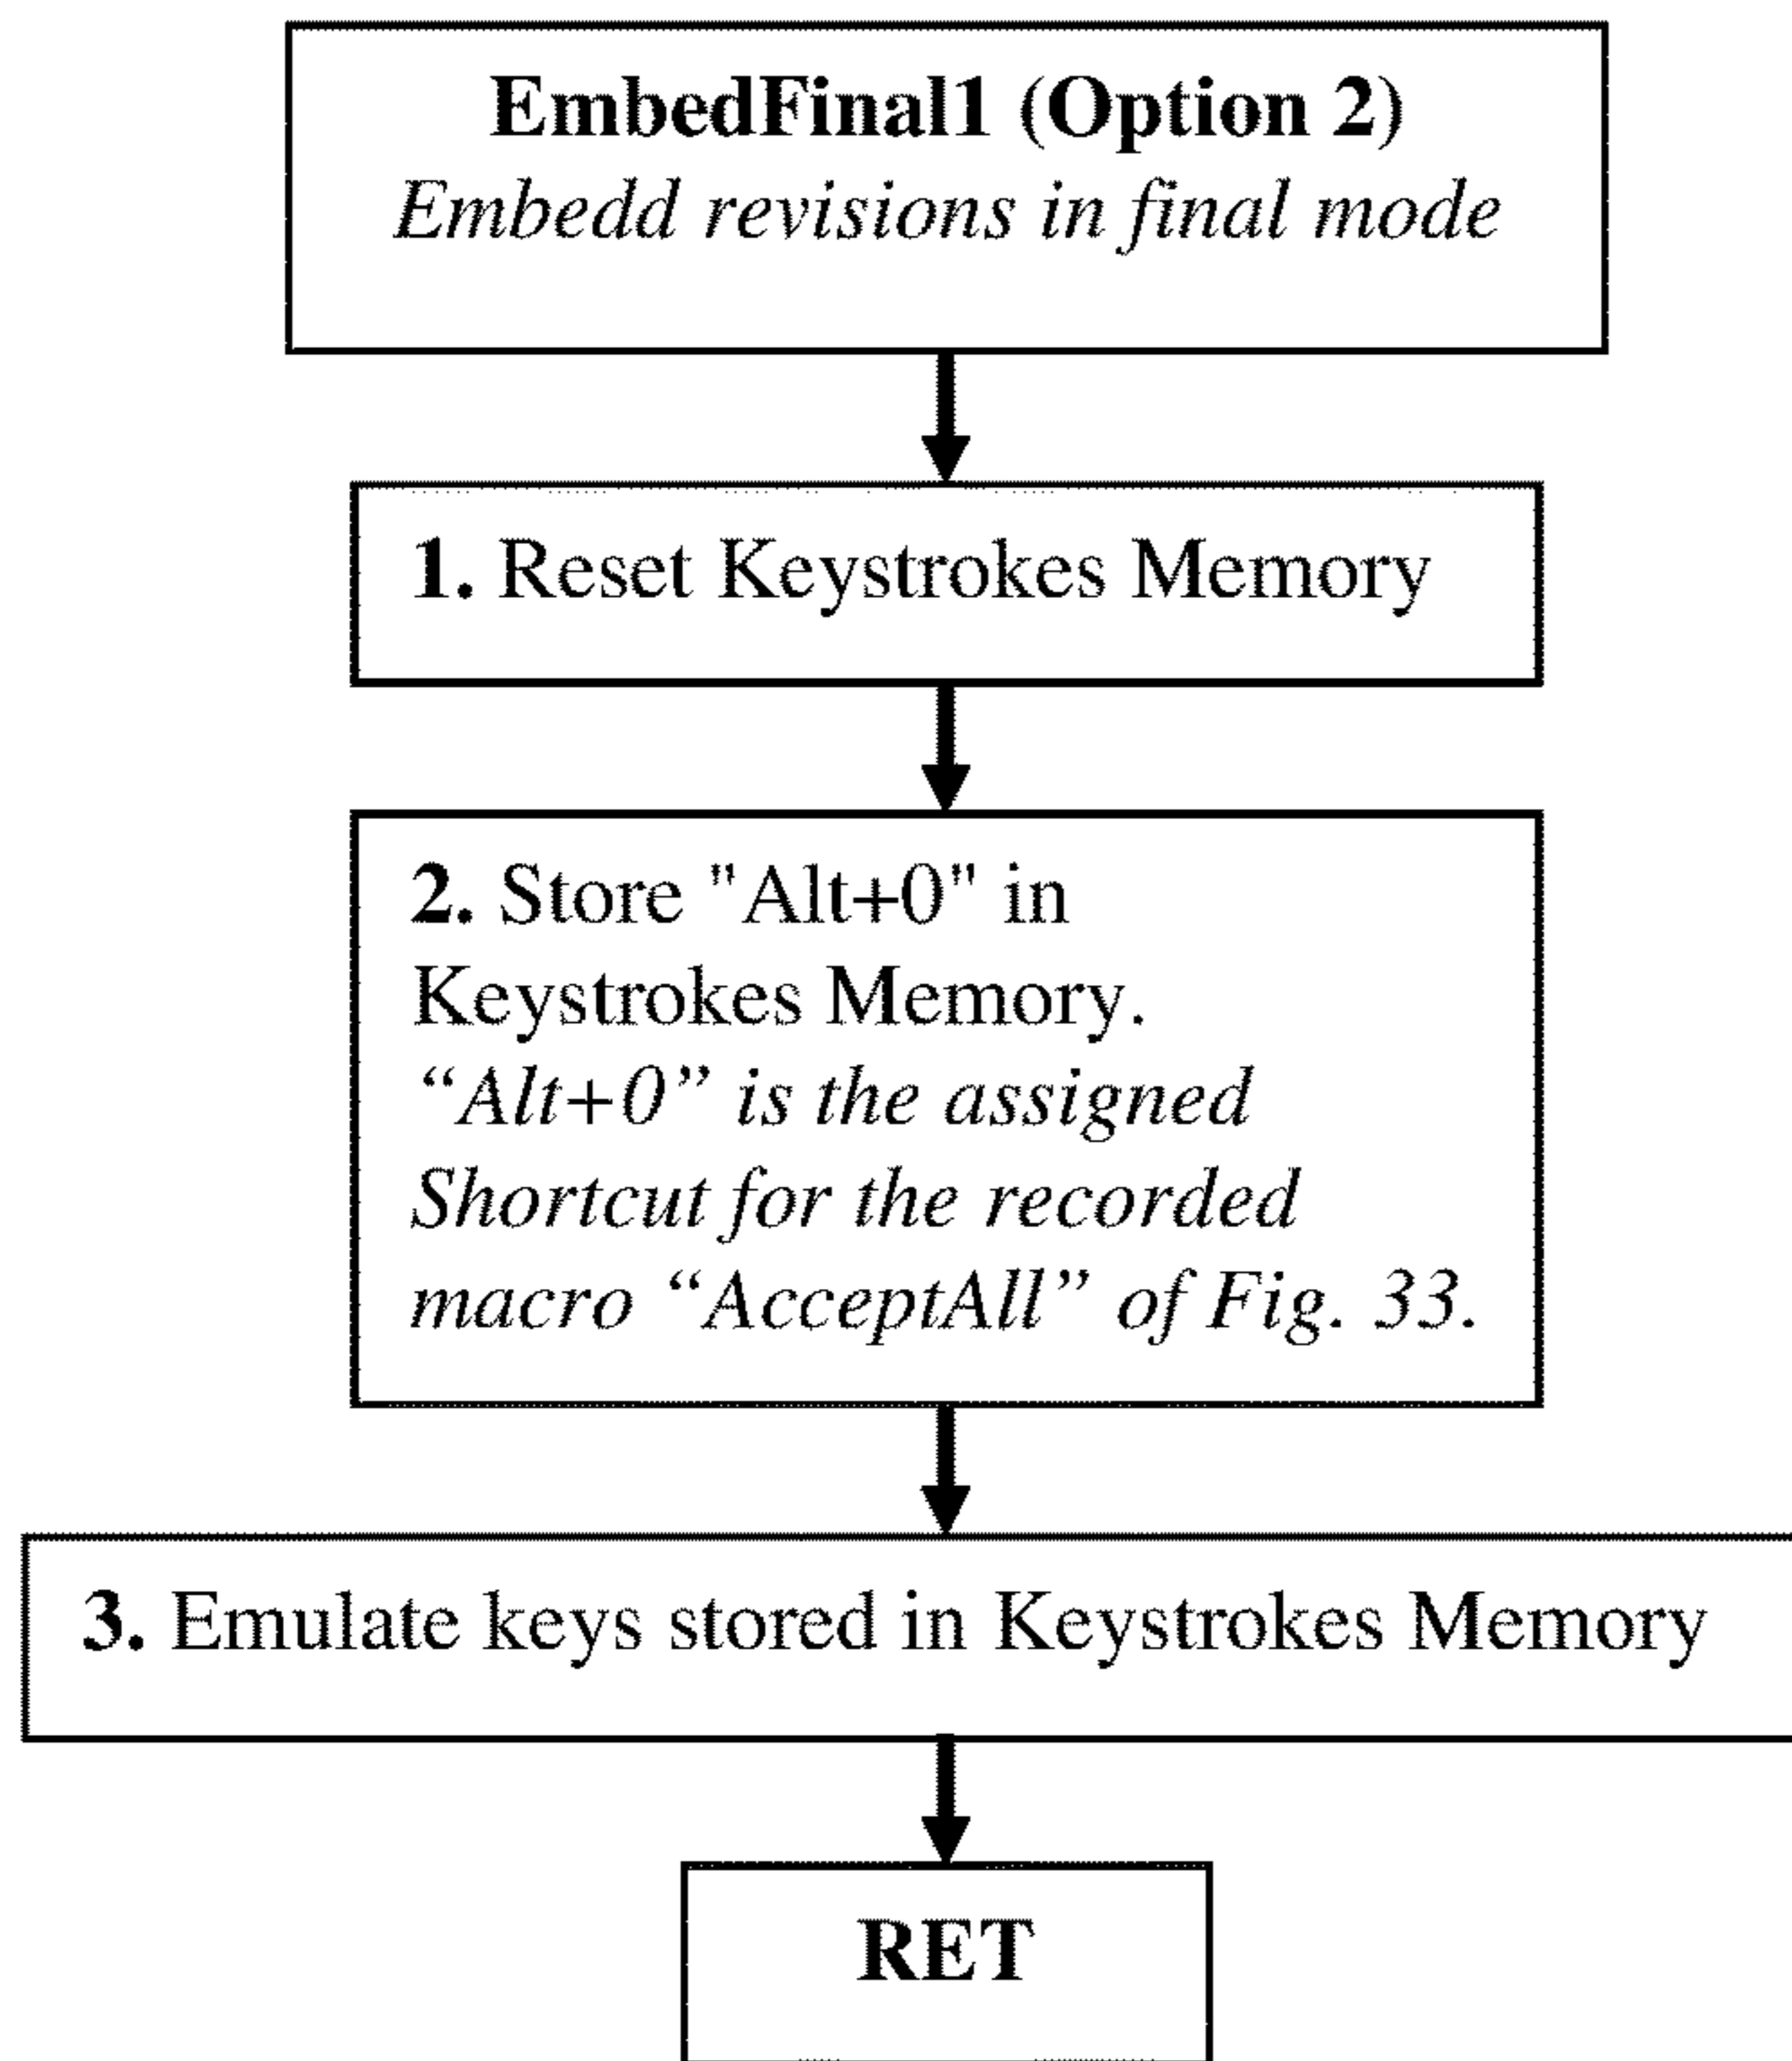 EmbedFinal1 (Option 2)
Embedd revisions in final mode
1. Reset Keystrokes Memory
2. Store "Alt+0" in
Keystrokes Memory.
“Alt+0” is the assigned
Shortcut for the recorded
macro “AcceptAll” of Fig. 33.
3. Emulate keys stored in Keystrokes Memory
RET